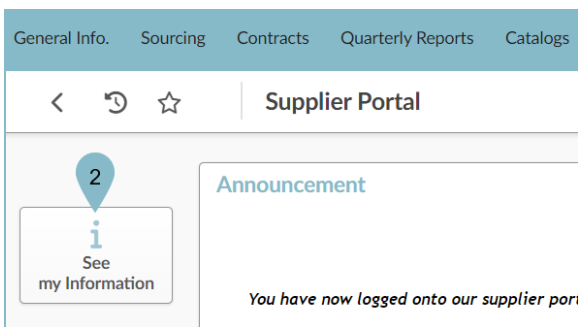 General Info. Sourcing Contracts Quarterly Reports Catalogs
Supplier Portal
2
Announcement
See
my Information
You have now logged onto our supplier